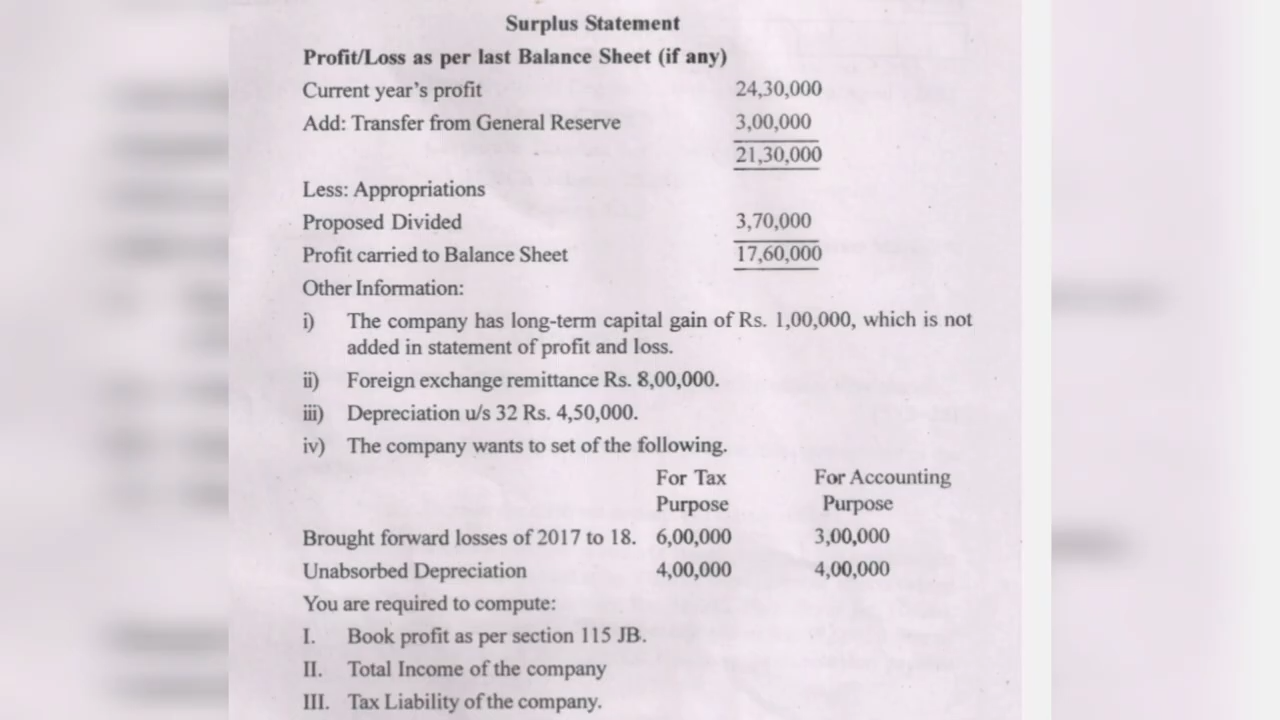 Surplus Statement
Profit/Loss as per last Balance Sheet (if any)
Current year's profit 24,30,000
Add: Transfer from General Reserve 3,00,000
21,30,000
Less: Appropriations
Proposed Divided 3,70,000
Profit carried to Balance Sheet 17,60,000
Other Information:
i) The company has long-term capital gain of Rs. 1,00,000, which is not
added in statement of profit and loss.
ii) Foreign exchange remittance Rs. 8,00,000.
iii) Depreciation u/s 32 Rs. 4,50,000.
iv) The company wants to set of the following.
For Tax For Accounting
Purpose Purpose
Brought forward losses of 2017 to 18. 6,00,000 3,00,000
Unabsorbed Depreciation 4,00,000 4,00,000
You are required to compute:
I. Book profit as per section 115 JB.
II. Total Income of the company
III. Tax Liability of the company.